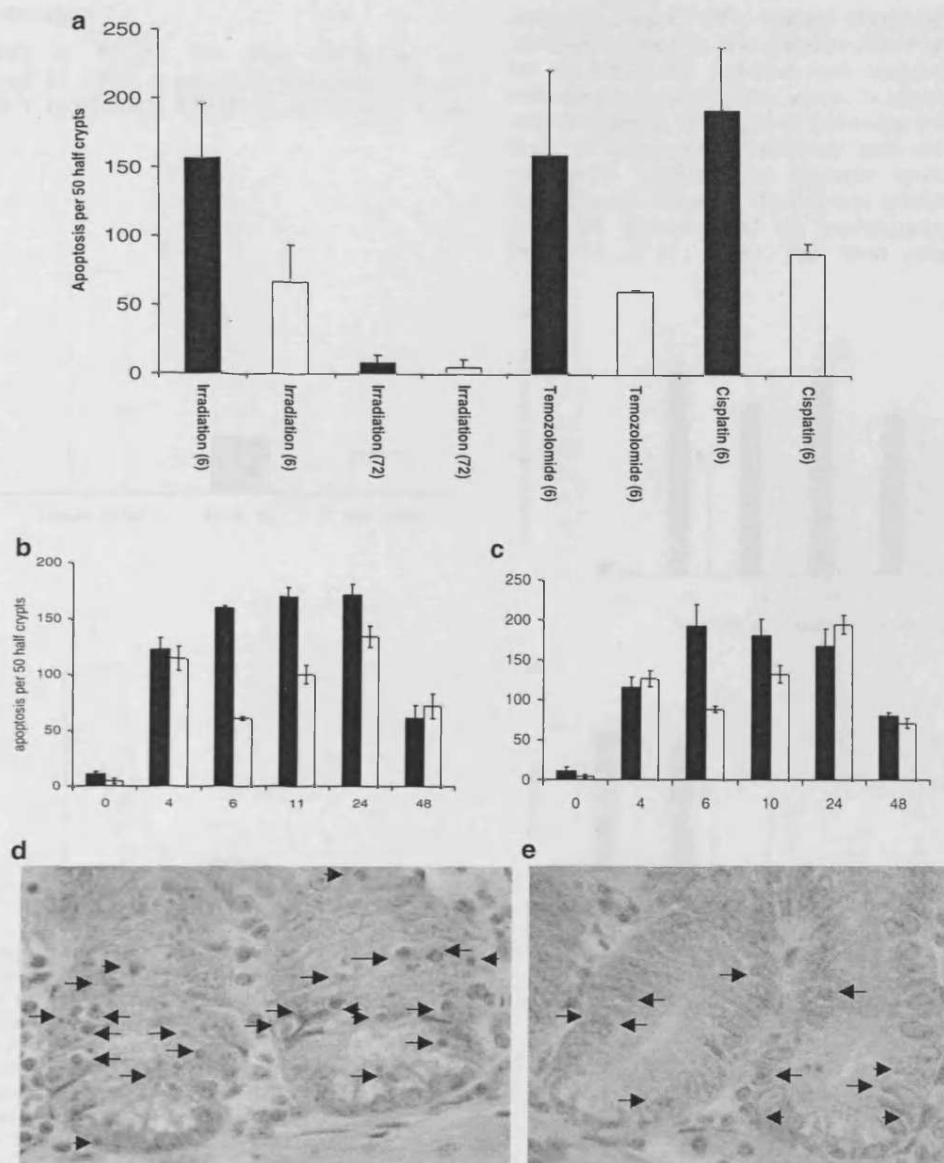 a
Apoptosis per 50 half crypts
250
200
150
100
50
0
Irradiation (6)
Irradiation (6)
Irradiation (72)
Irradiation (72)
Temozolomide (6)
Temozolomide (6)
Cisplatin (6)
Cisplatin (6)
b
apoptosis per 50 half crypts
200
150
100
50
0
0 4 6 11 24 48
c
250
200
150
100
50
0
0 4 6 10 24 48
d
e